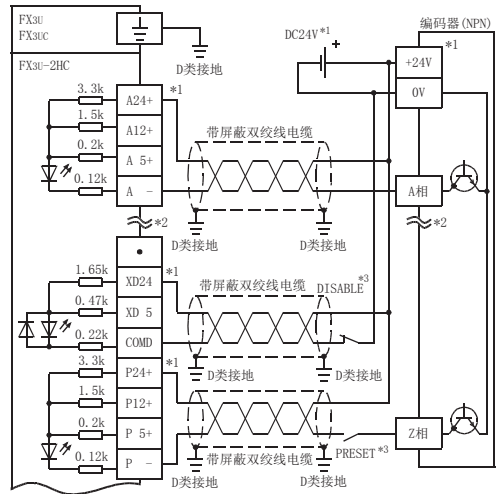 FX3U
FX3UC
FX3U-2HC
D类接地
DC24V*1
+
编码器(NPN)
*1
+24V
0V
3.3k
A24+
*1
1.5k
A12+
0.2k
A 5+
0.12k
A -
带屏蔽双绞线电缆
A相
*2
*2
D类接地
D类接地
1.65k
XD24
*1
0.47k
XD 5
0.22k
COMD
带屏蔽双绞线电缆
DISABLE*3
D类接地
D类接地
3.3k
P24+
*1
1.5k
P12+
0.2k
P 5+
0.12k
P -
带屏蔽双绞线电缆
PRESET*3
Z相
D类接地
D类接地